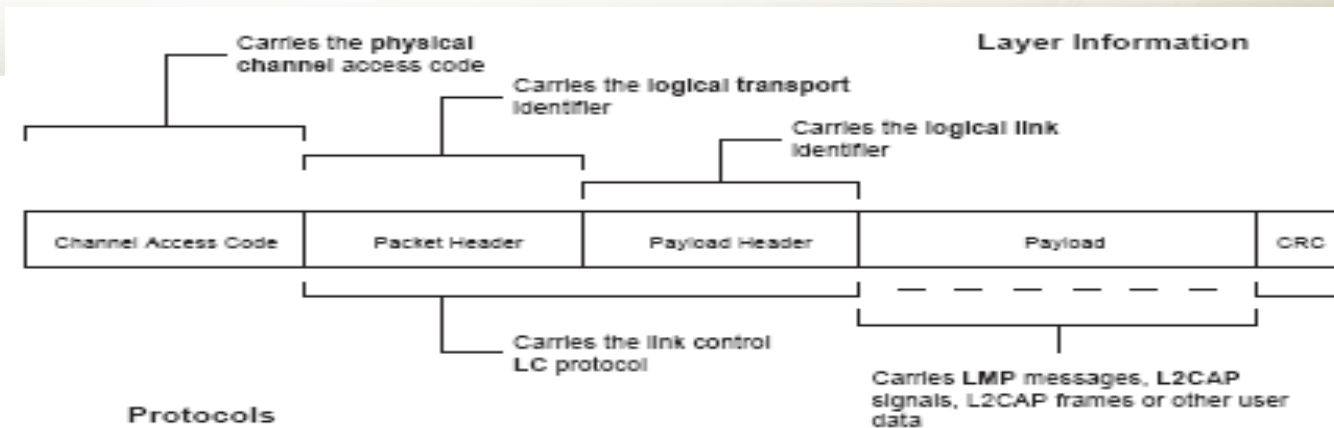 Carries the physical
channel access code
Layer Information
Carries the logical transport
identifier
Carries the logical link
identifier
Channel Access Code
Packet Header
Payload Header
Payload
CRC
Carries the link control
LC protocol
Carries LMP messages, L2CAP
signals, L2CAP frames or other user
data
Protocols